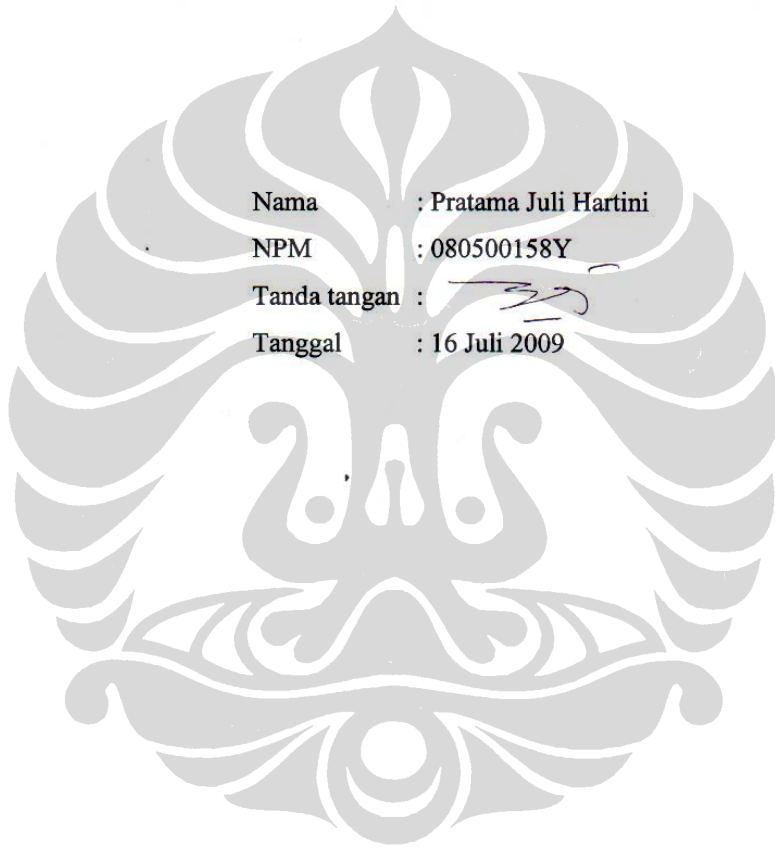 Nama : Pratama Juli Hartini
NPM : 080500158Y
Tanda tangan :
Tanggal : 16 Juli 2009